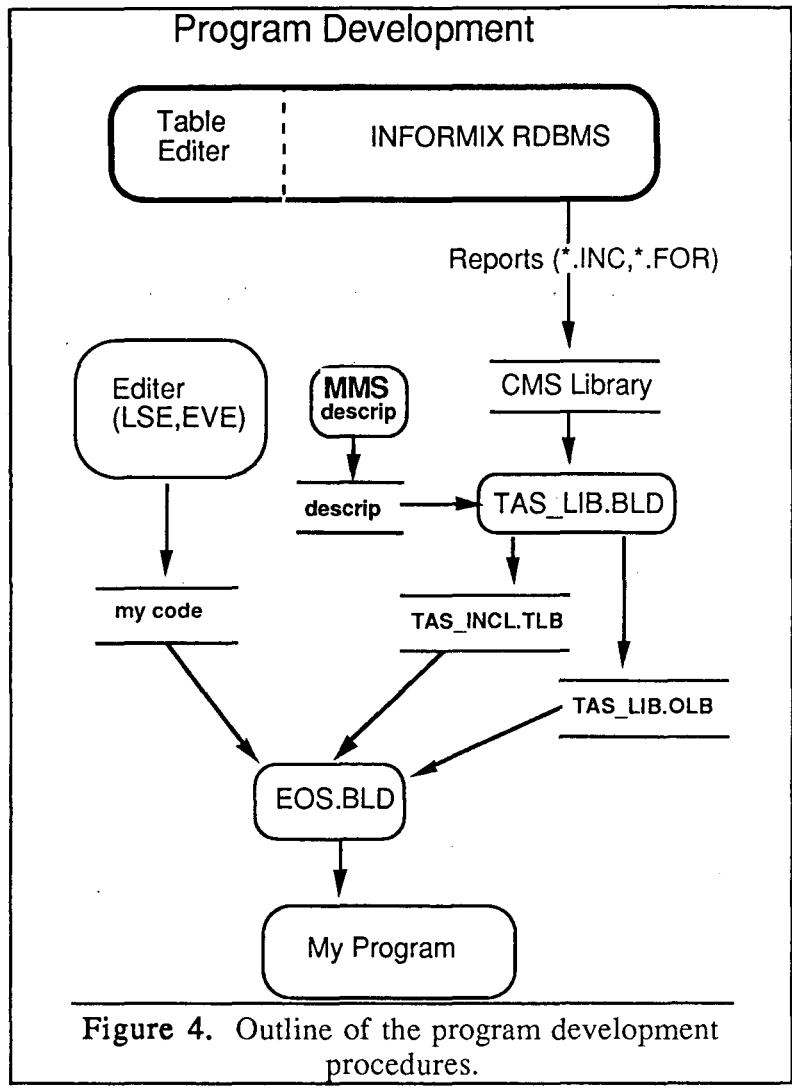 Program Development
Table
Editer
INFORMIX RDBMS
Reports (*.INC,*.FOR)
Editer
(LSE,EVE)
MMS
descrip
CMS Library
descrip
TAS_LIB.BLD
my code
TAS_INCL.TLB
TAS_LIB.OLB
EOS.BLD
My Program
Figure 4. Outline of the program development
procedures.